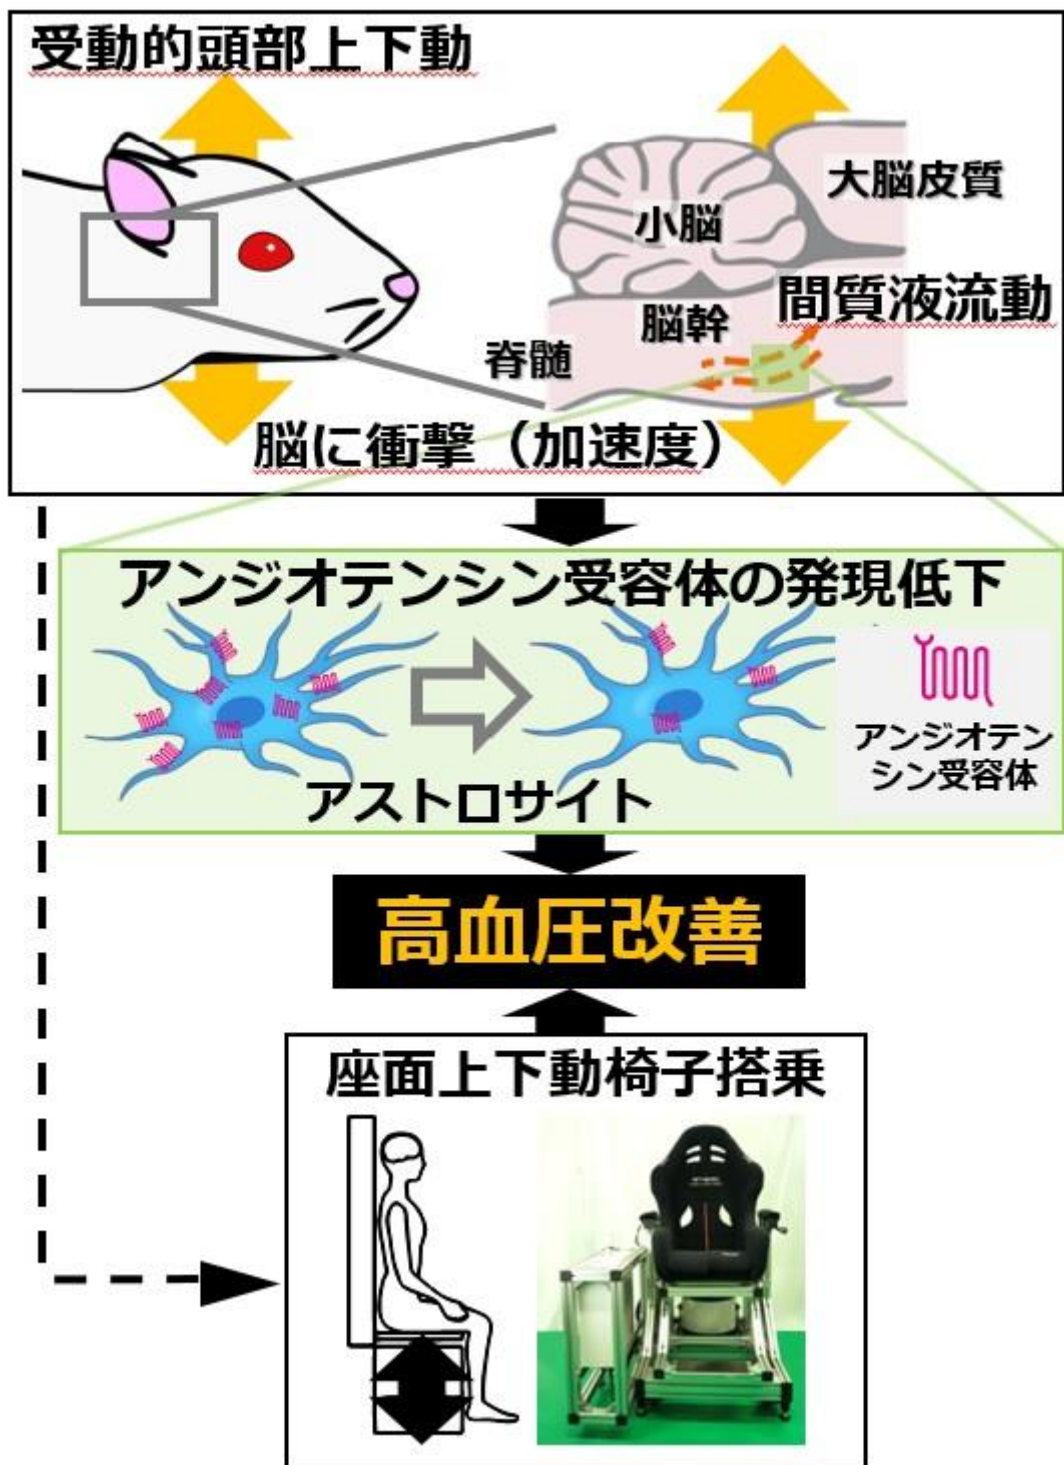 受動的頭部上下動
大脳皮質
小脳
間質液流動
脳幹
脊髄
脳に衝撃（加速度）
アンジオテンシン受容体の発現低下
アンジオテン
シン受容体
アストロサイト
高血圧改善
座面上下動椅子搭乗